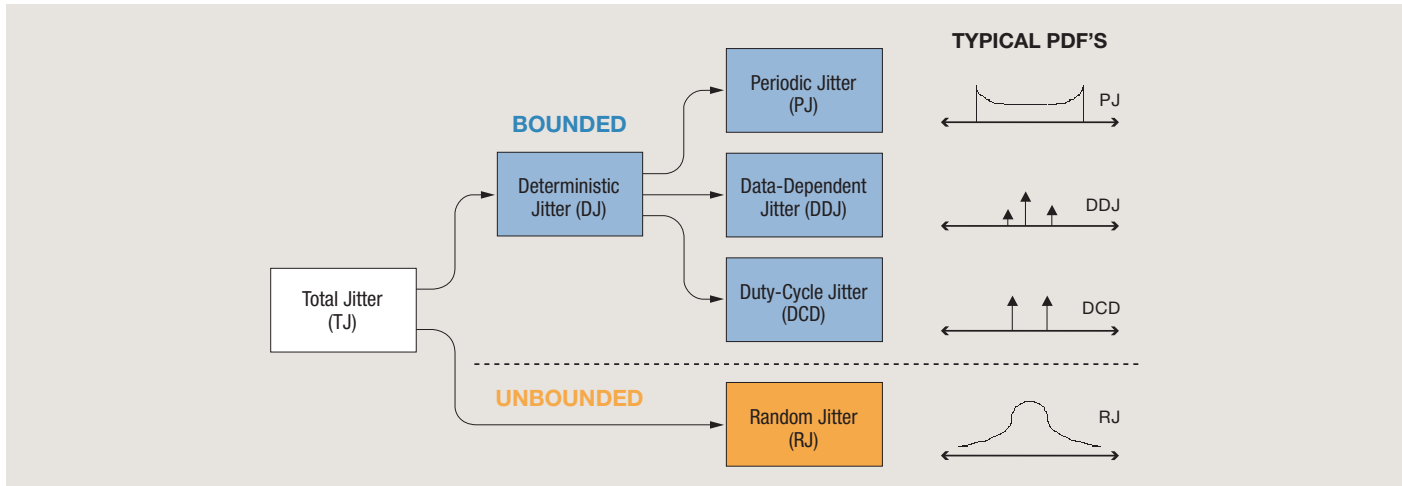 TYPICAL PDF'S
Periodic Jitter
(PJ)
PJ
BOUNDED
Deterministic
Jitter (DJ)
Data-Dependent
Jitter (DDJ)
DDJ
Total Jitter
(TJ)
Duty-Cycle Jitter
(DCD)
DCD
UNBOUNDED
Random Jitter
(RJ)
RJ